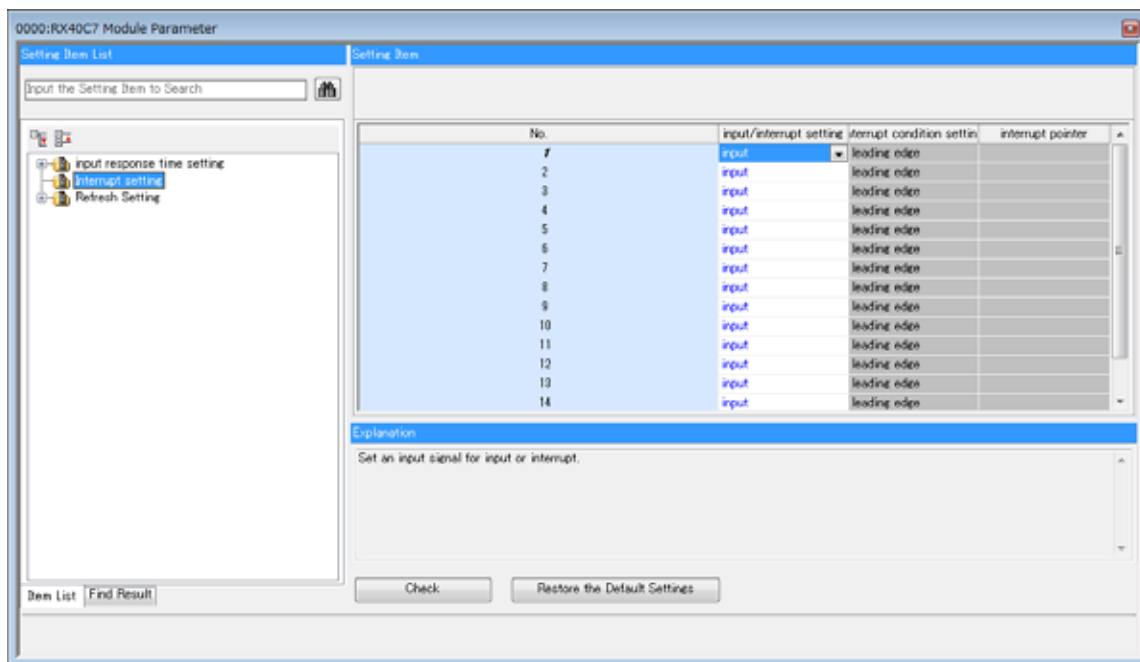 0000:RX40C7 Module Parameter
Setting Item List
Setting Item
Input the Setting Item to Search
input response time setting
Interrupt setting
Refresh Setting
No. input/interrupt setting terrupt condition settin interrupt pointer
1 input leading edge
2 input leading edge
3 input leading edge
4 input leading edge
5 input leading edge
6 input leading edge
7 input leading edge
8 input leading edge
9 input leading edge
10 input leading edge
11 input leading edge
12 input leading edge
13 input leading edge
14 input leading edge
Explanation
Set an input signal for input or interrupt.
Check Restore the Default Settings
Item List Find Result